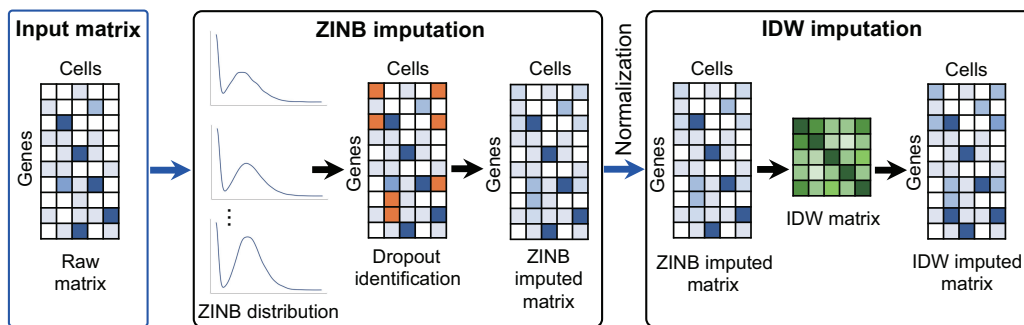 Input matrix
Cells
Genes
Raw
matrix
ZINB imputation
ZINB distribution
Cells
Genes
Dropout
identification
Cells
Genes
ZINB
imputed
matrix
Normalization
IDW imputation
Cells
Genes
ZINB imputed
matrix
IDW matrix
Cells
Genes
IDW imputed
matrix